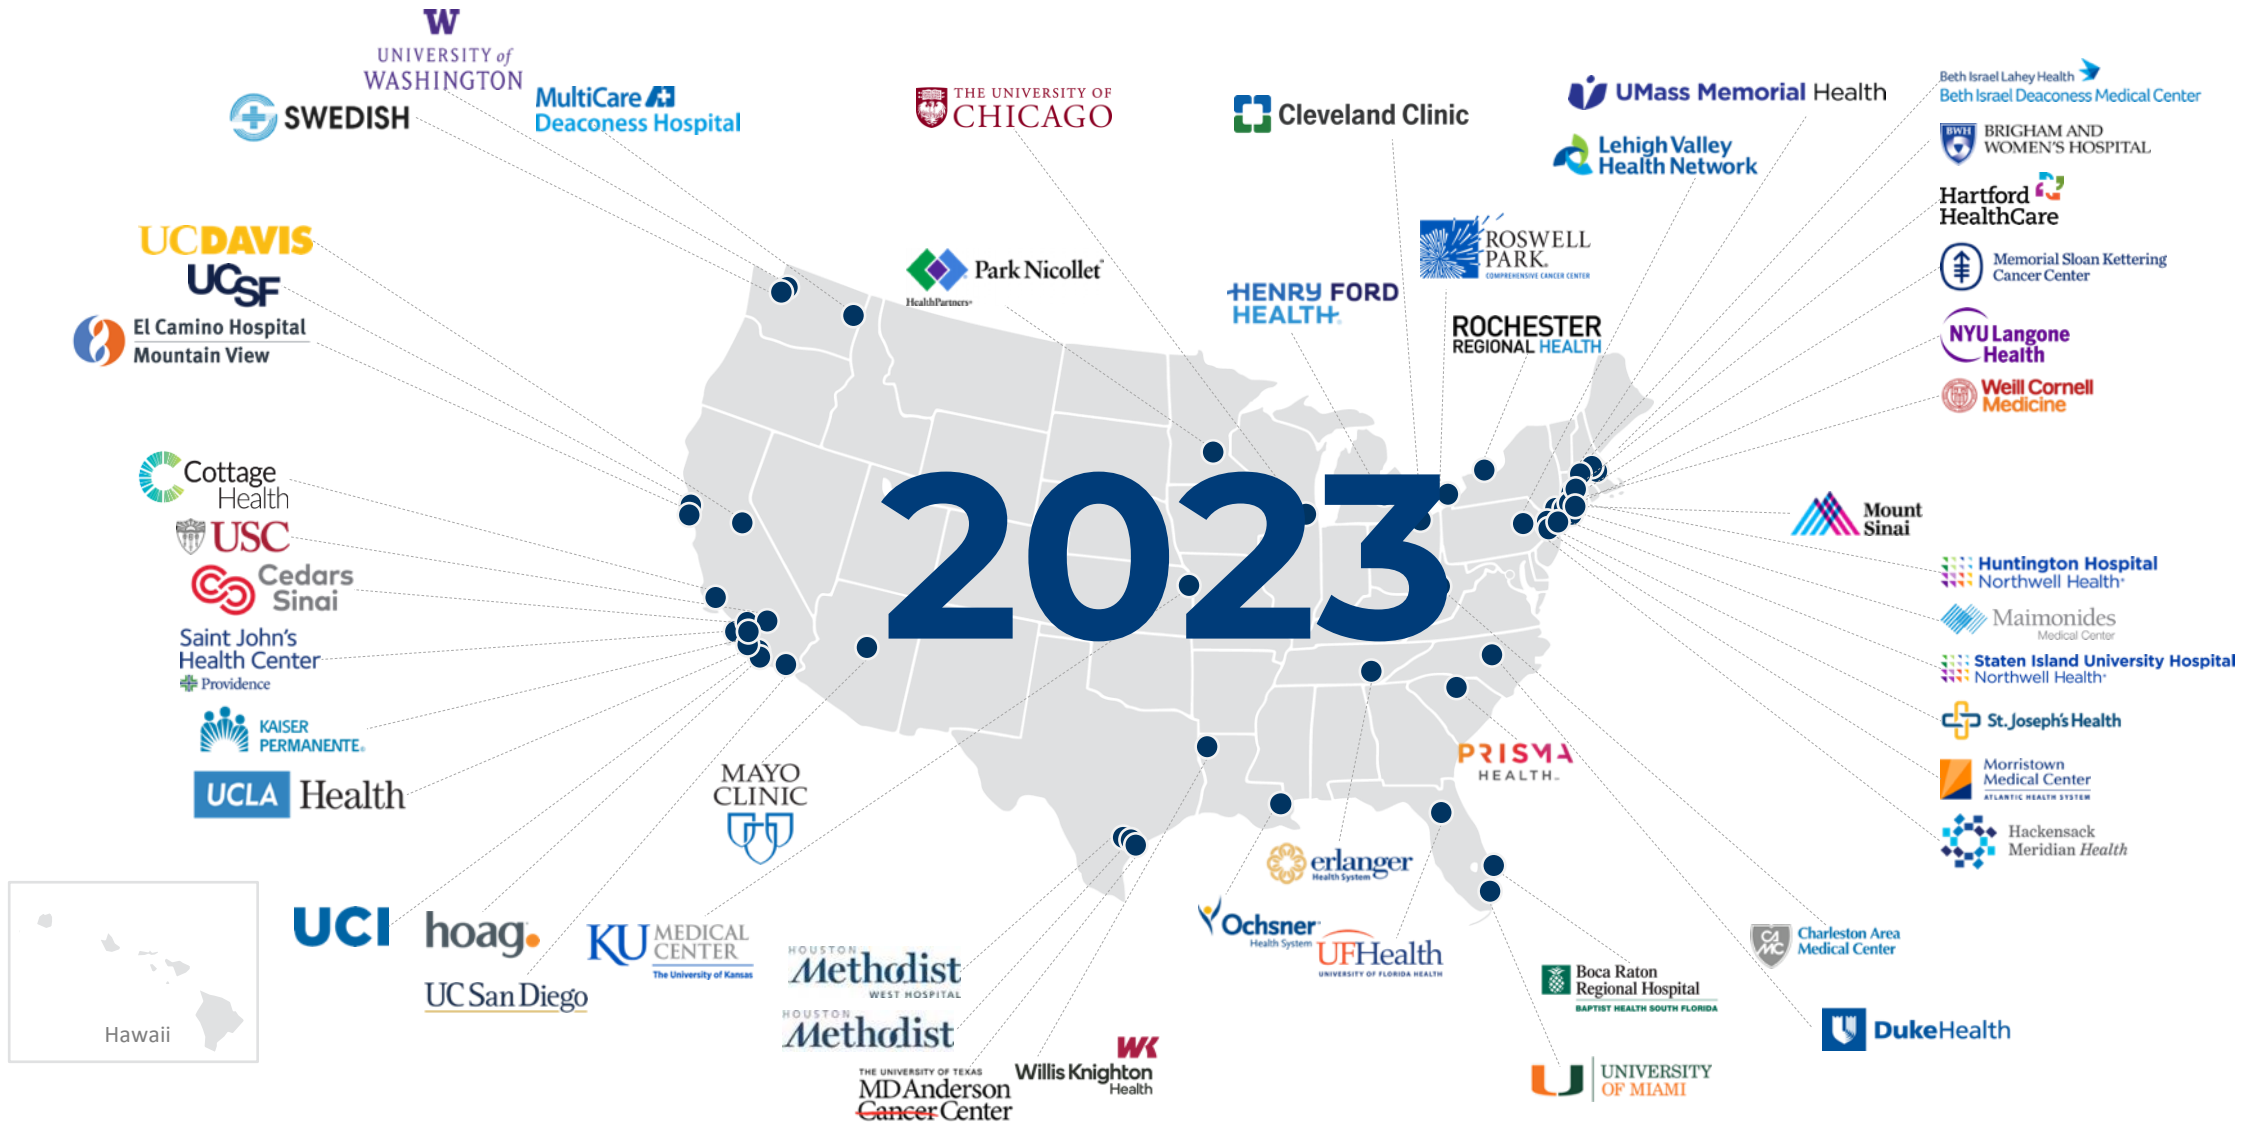 W
UNIVERSITY of
WASHINGTON
SWEDISH
MultiCare
Deaconess Hospital
THE UNIVERSITY OF
CHICAGO
Cleveland Clinic
UMass Memorial Health
Lehigh Valley
Health Network
Beth Israel Lahey Health
Beth Israel Deaconess Medical Center
BWH
BRIGHAM AND
WOMEN'S HOSPITAL
Hartford
HealthCare
Memorial Sloan Kettering
Cancer Center
NYU Langone
Health
Weill Cornell
Medicine
UCDAVIS
UCSF
El Camino Hospital
Mountain View
Park Nicollet
HealthPartners®
HENRY FORD
HEALTH®
ROSWELL
PARK®
COMPREHENSIVE CANCER CENTER
ROCHESTER
REGIONAL HEALTH
Cottage
Health
USC
Cedars
Sinai
Saint John's
Health Center
Providence
KAISER
PERMANENTE®
UCLA Health
2023
Mount
Sinai
Huntington Hospital
Northwell Health®
Maimonides
Medical Center
Staten Island University Hospital
Northwell Health®
St. Joseph's Health
Morristown
Medical Center
ATLANTIC HEALTH SYSTEM
Hackensack
Meridian Health
PRISMA
HEALTH™
MAYO
CLINIC
erlanger
Health System
Ochsner™
Health System
UFHealth
UNIVERSITY OF FLORIDA HEALTH
UCI
hoag.
KU MEDICAL
CENTER
The University of Kansas
UC San Diego
HOUSTON
Methodist
WEST HOSPITAL
HOUSTON
Methodist
THE UNIVERSITY OF TEXAS
MD Anderson
Cancer Center
WK
Willis Knighton
Health
CAMC
Charleston Area
Medical Center
Boca Raton
Regional Hospital
BAPTIST HEALTH SOUTH FLORIDA
DukeHealth
U
UNIVERSITY
OF MIAMI
Hawaii